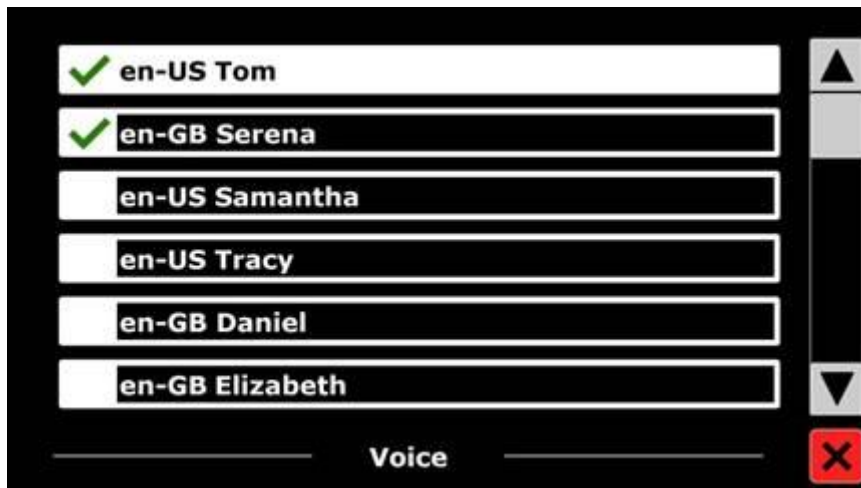 en-US Tom
en-GB Serena
en-US Samantha
en-US Tracy
en-GB Daniel
en-GB Elizabeth
Voice